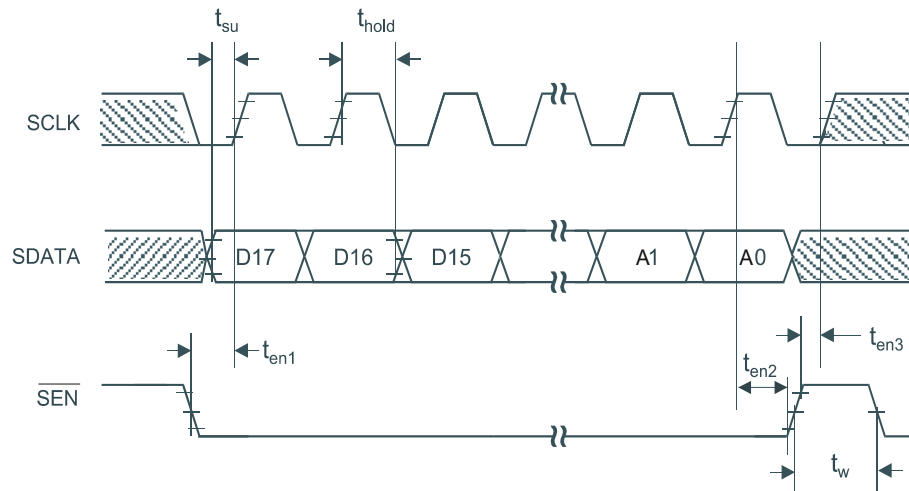 t_su t_hold
SCLK
SDATA D17 D16 D15 A1 A0
t_en1 t_en3
t_en2
SEN
t_w